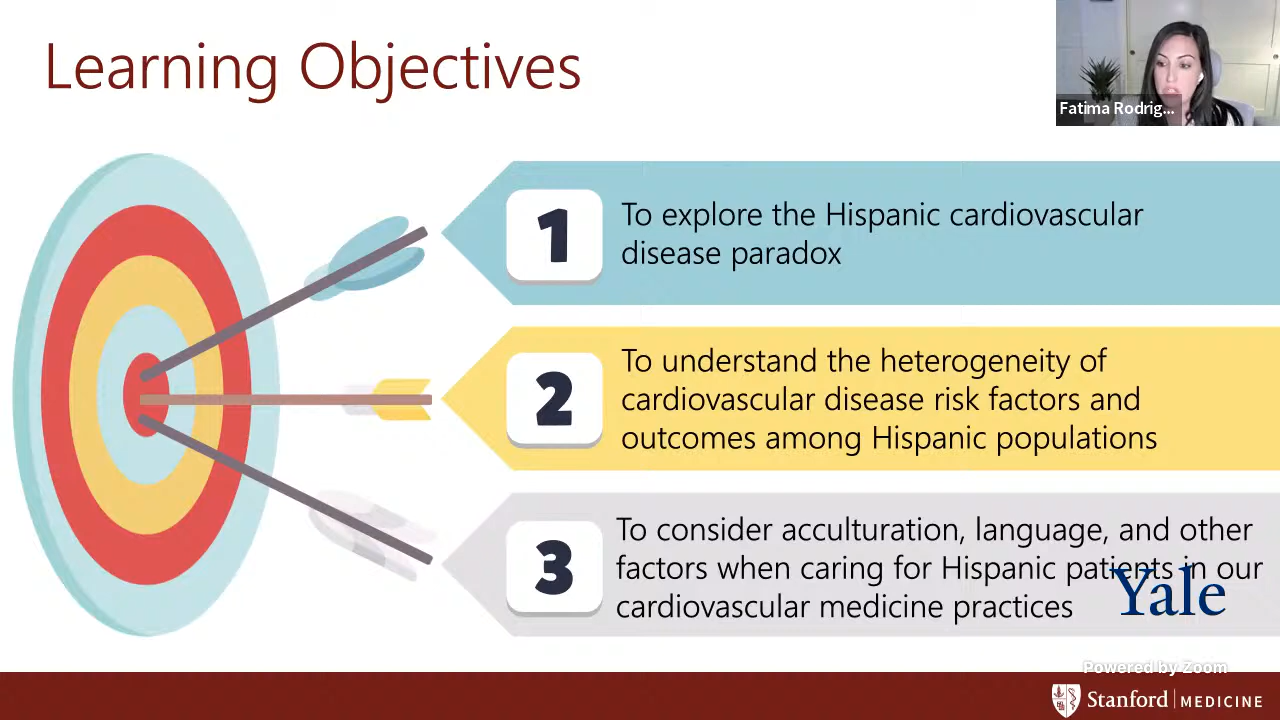 Learning Objectives
Fatima Rodrig...
1
To explore the Hispanic cardiovascular
disease paradox
2
To understand the heterogeneity of
cardiovascular disease risk factors and
outcomes among Hispanic populations
3
To consider acculturation, language, and other
factors when caring for Hispanic patients in our
cardiovascular medicine practices
Yale
Powered by Zoom
Stanford MEDICINE